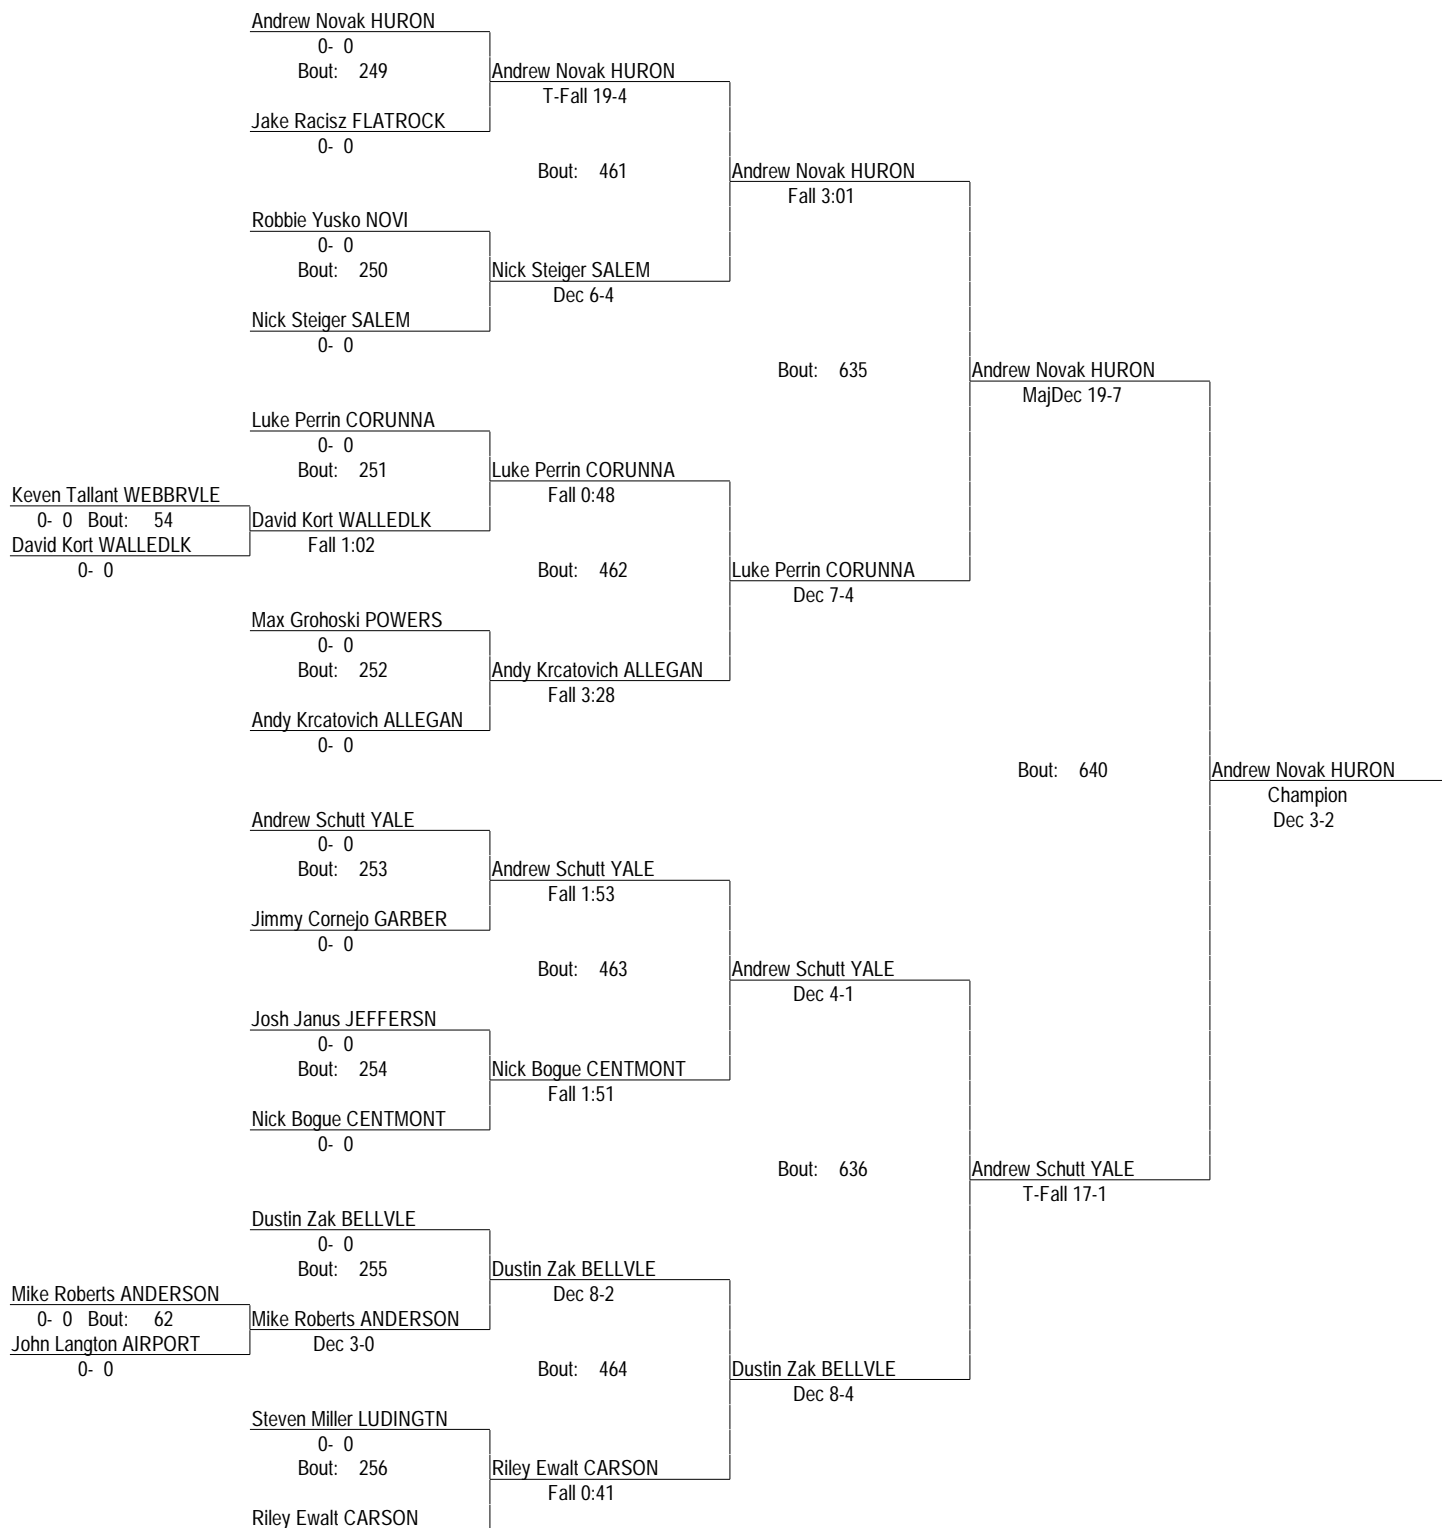 Andrew Novak HURON
0- 0
Bout: 249
Andrew Novak HURON
T-Fall 19-4
Jake Racisz FLATROCK
0- 0
Bout: 461
Andrew Novak HURON
Fall 3:01
Robbie Yusko NOVI
0- 0
Bout: 250
Nick Steiger SALEM
Dec 6-4
Nick Steiger SALEM
0- 0
Bout: 635
Andrew Novak HURON
MajDec 19-7
Luke Perrin CORUNNA
0- 0
Bout: 251
Luke Perrin CORUNNA
Fall 0:48
Keven Tallant WEBBRVLE
0- 0 Bout: 54
David Kort WALLEDLK
David Kort WALLEDLK
Fall 1:02
0- 0
Bout: 462
Luke Perrin CORUNNA
Dec 7-4
Max Grohoski POWERS
0- 0
Bout: 252
Andy Krcatovich ALLEGAN
Fall 3:28
Andy Krcatovich ALLEGAN
0- 0
Bout: 640
Andrew Novak HURON
Champion
Dec 3-2
Andrew Schutt YALE
0- 0
Bout: 253
Andrew Schutt YALE
Fall 1:53
Jimmy Cornejo GARBER
0- 0
Bout: 463
Andrew Schutt YALE
Dec 4-1
Josh Janus JEFFERSN
0- 0
Bout: 254
Nick Bogue CENTMONT
Fall 1:51
Nick Bogue CENTMONT
0- 0
Bout: 636
Andrew Schutt YALE
T-Fall 17-1
Dustin Zak BELLVLE
0- 0
Bout: 255
Dustin Zak BELLVLE
Dec 8-2
Mike Roberts ANDERSON
0- 0 Bout: 62
Mike Roberts ANDERSON
John Langton AIRPORT
Dec 3-0
0- 0
Bout: 464
Dustin Zak BELLVLE
Dec 8-4
Steven Miller LUDINGTN
0- 0
Bout: 256
Riley Ewalt CARSON
Fall 0:41
Riley Ewalt CARSON